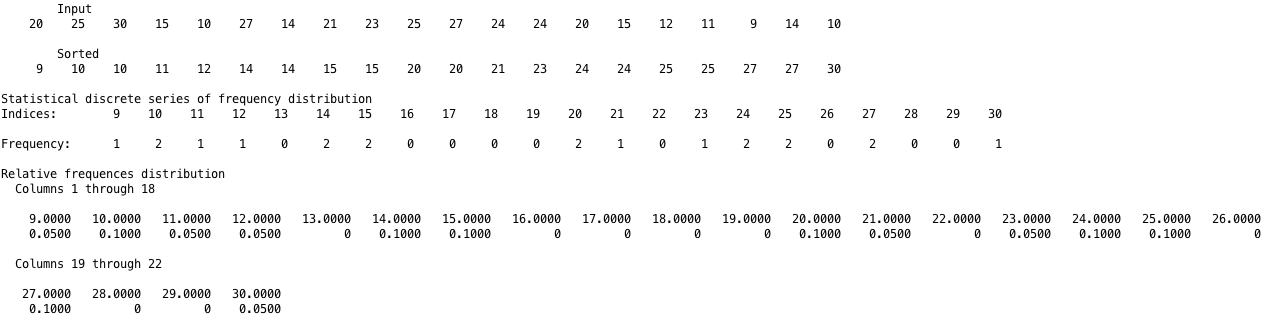 Input
20 25 30 15 10 27 14 21 23 25 27 24 24 20 15 12 11 9 14 10
Sorted
9 10 10 11 12 14 14 15 15 20 20 21 23 24 24 25 25 27 27 30
Statistical discrete series of frequency distribution
Indices: 9 10 11 12 13 14 15 16 17 18 19 20 21 22 23 24 25 26 27 28 29 30
Frequency: 1 2 1 1 0 2 2 0 0 0 0 2 1 0 1 2 2 0 2 0 0 1
Relative frequences distribution
Columns 1 through 18
9.0000 10.0000 11.0000 12.0000 13.0000 14.0000 15.0000 16.0000 17.0000 18.0000 19.0000 20.0000 21.0000 22.0000 23.0000 24.0000 25.0000 26.0000
0.0500 0.1000 0.0500 0.0500 0 0.1000 0.1000 0 0 0 0 0.1000 0.0500 0 0.0500 0.1000 0.1000 0
Columns 19 through 22
27.0000 28.0000 29.0000 30.0000
0.1000 0 0 0.0500